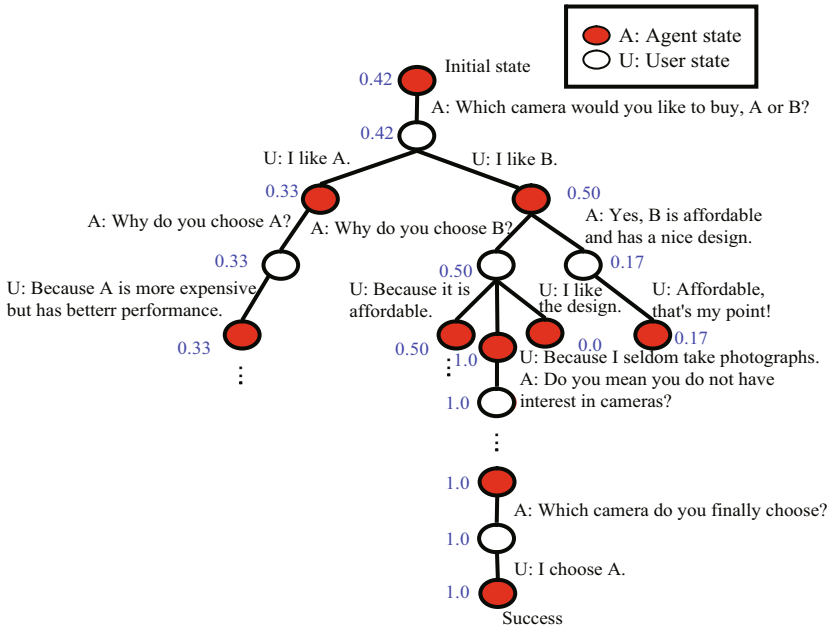 A: Agent state
U: User state
Initial state
0.42
A: Which camera would you like to buy, A or B?
0.42
U: I like A.
U: I like B.
0.33
0.50
A: Why do you choose A?
A: Why do you choose B?
A: Yes, B is affordable
and has a nice design.
0.33
0.50
0.17
U: Because A is more expensive
but has betterr performance.
U: Because it is
affordable.
U: I like
the design.
U: Affordable,
that's my point!
0.33
0.50
1.0
0.0
0.17
...
...
U: Because I seldom take photographs.
A: Do you mean you do not have
interest in cameras?
1.0
...
1.0
A: Which camera do you finally choose?
1.0
U: I choose A.
1.0
Success